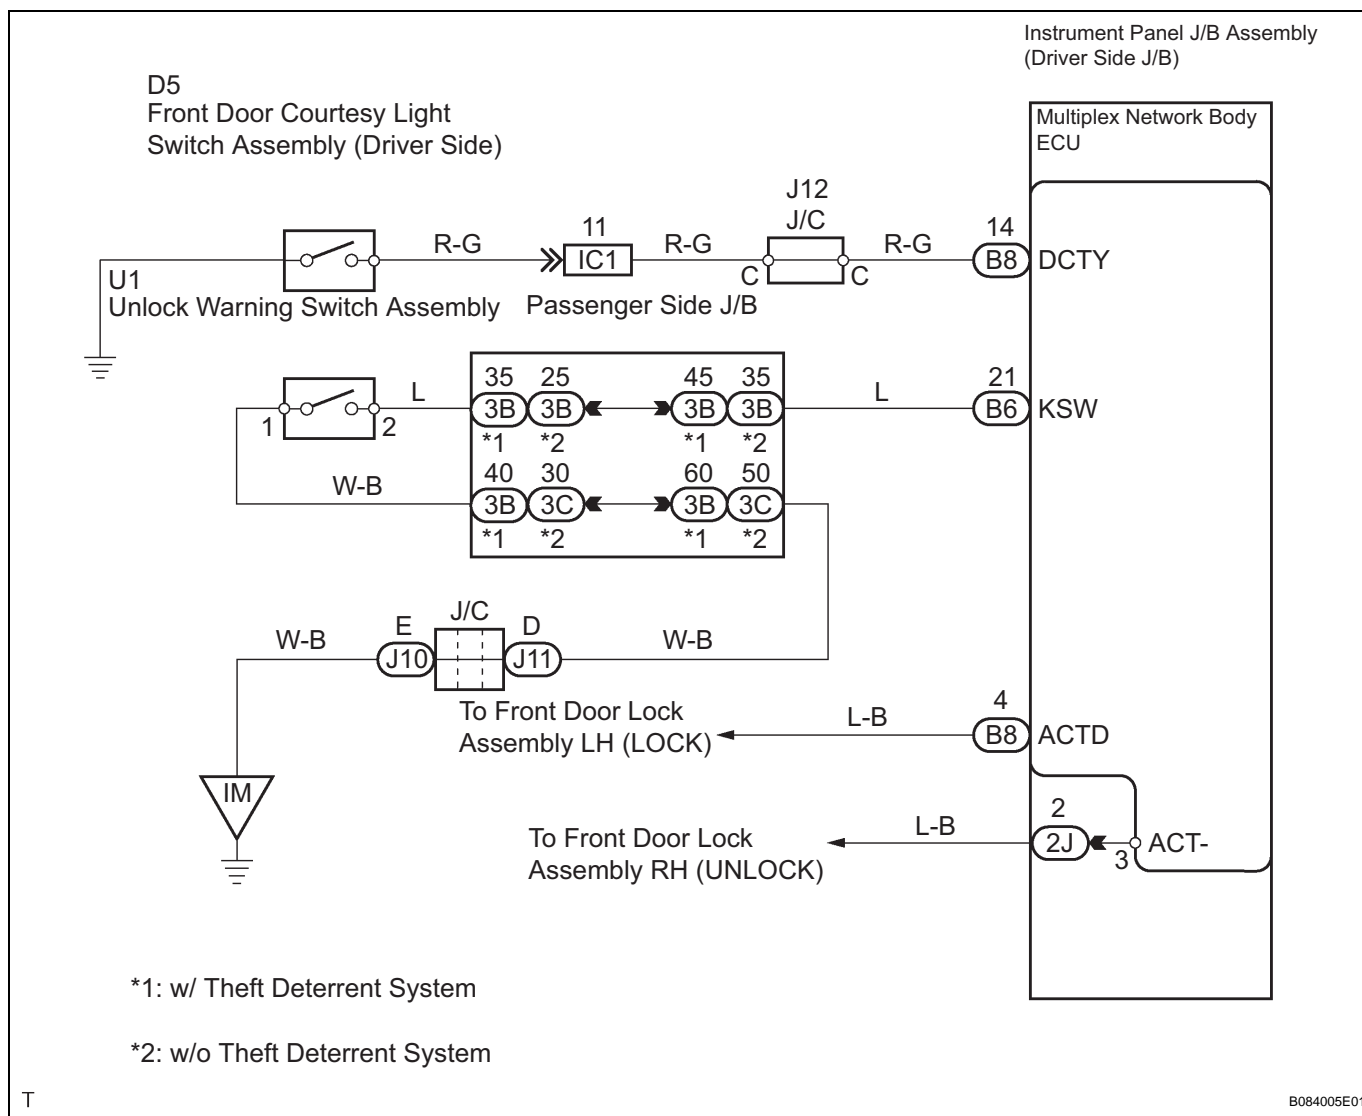 Instrument Panel J/B Assembly
(Driver Side J/B)
D5
Front Door Courtesy Light
Switch Assembly (Driver Side)
Multiplex Network Body
ECU
J12
J/C
11
14
R-G
R-G
R-G
IC1
B8
DCTY
C
C
U1
Unlock Warning Switch Assembly
Passenger Side J/B
35
25
45
35
21
L
L
3B
3B
3B
3B
B6
KSW
1
2
*1
*2
*1
*2
40
30
60
50
W-B
3B
3C
3B
3C
*1
*2
*1
*2
J/C
E
D
W-B
W-B
J10
J11
To Front Door Lock
Assembly LH (LOCK)
L-B
4
B8
ACTD
IM
To Front Door Lock
Assembly RH (UNLOCK)
L-B
2
2J
3
ACT-
*1: w/ Theft Deterrent System
*2: w/o Theft Deterrent System
T
B084005E01